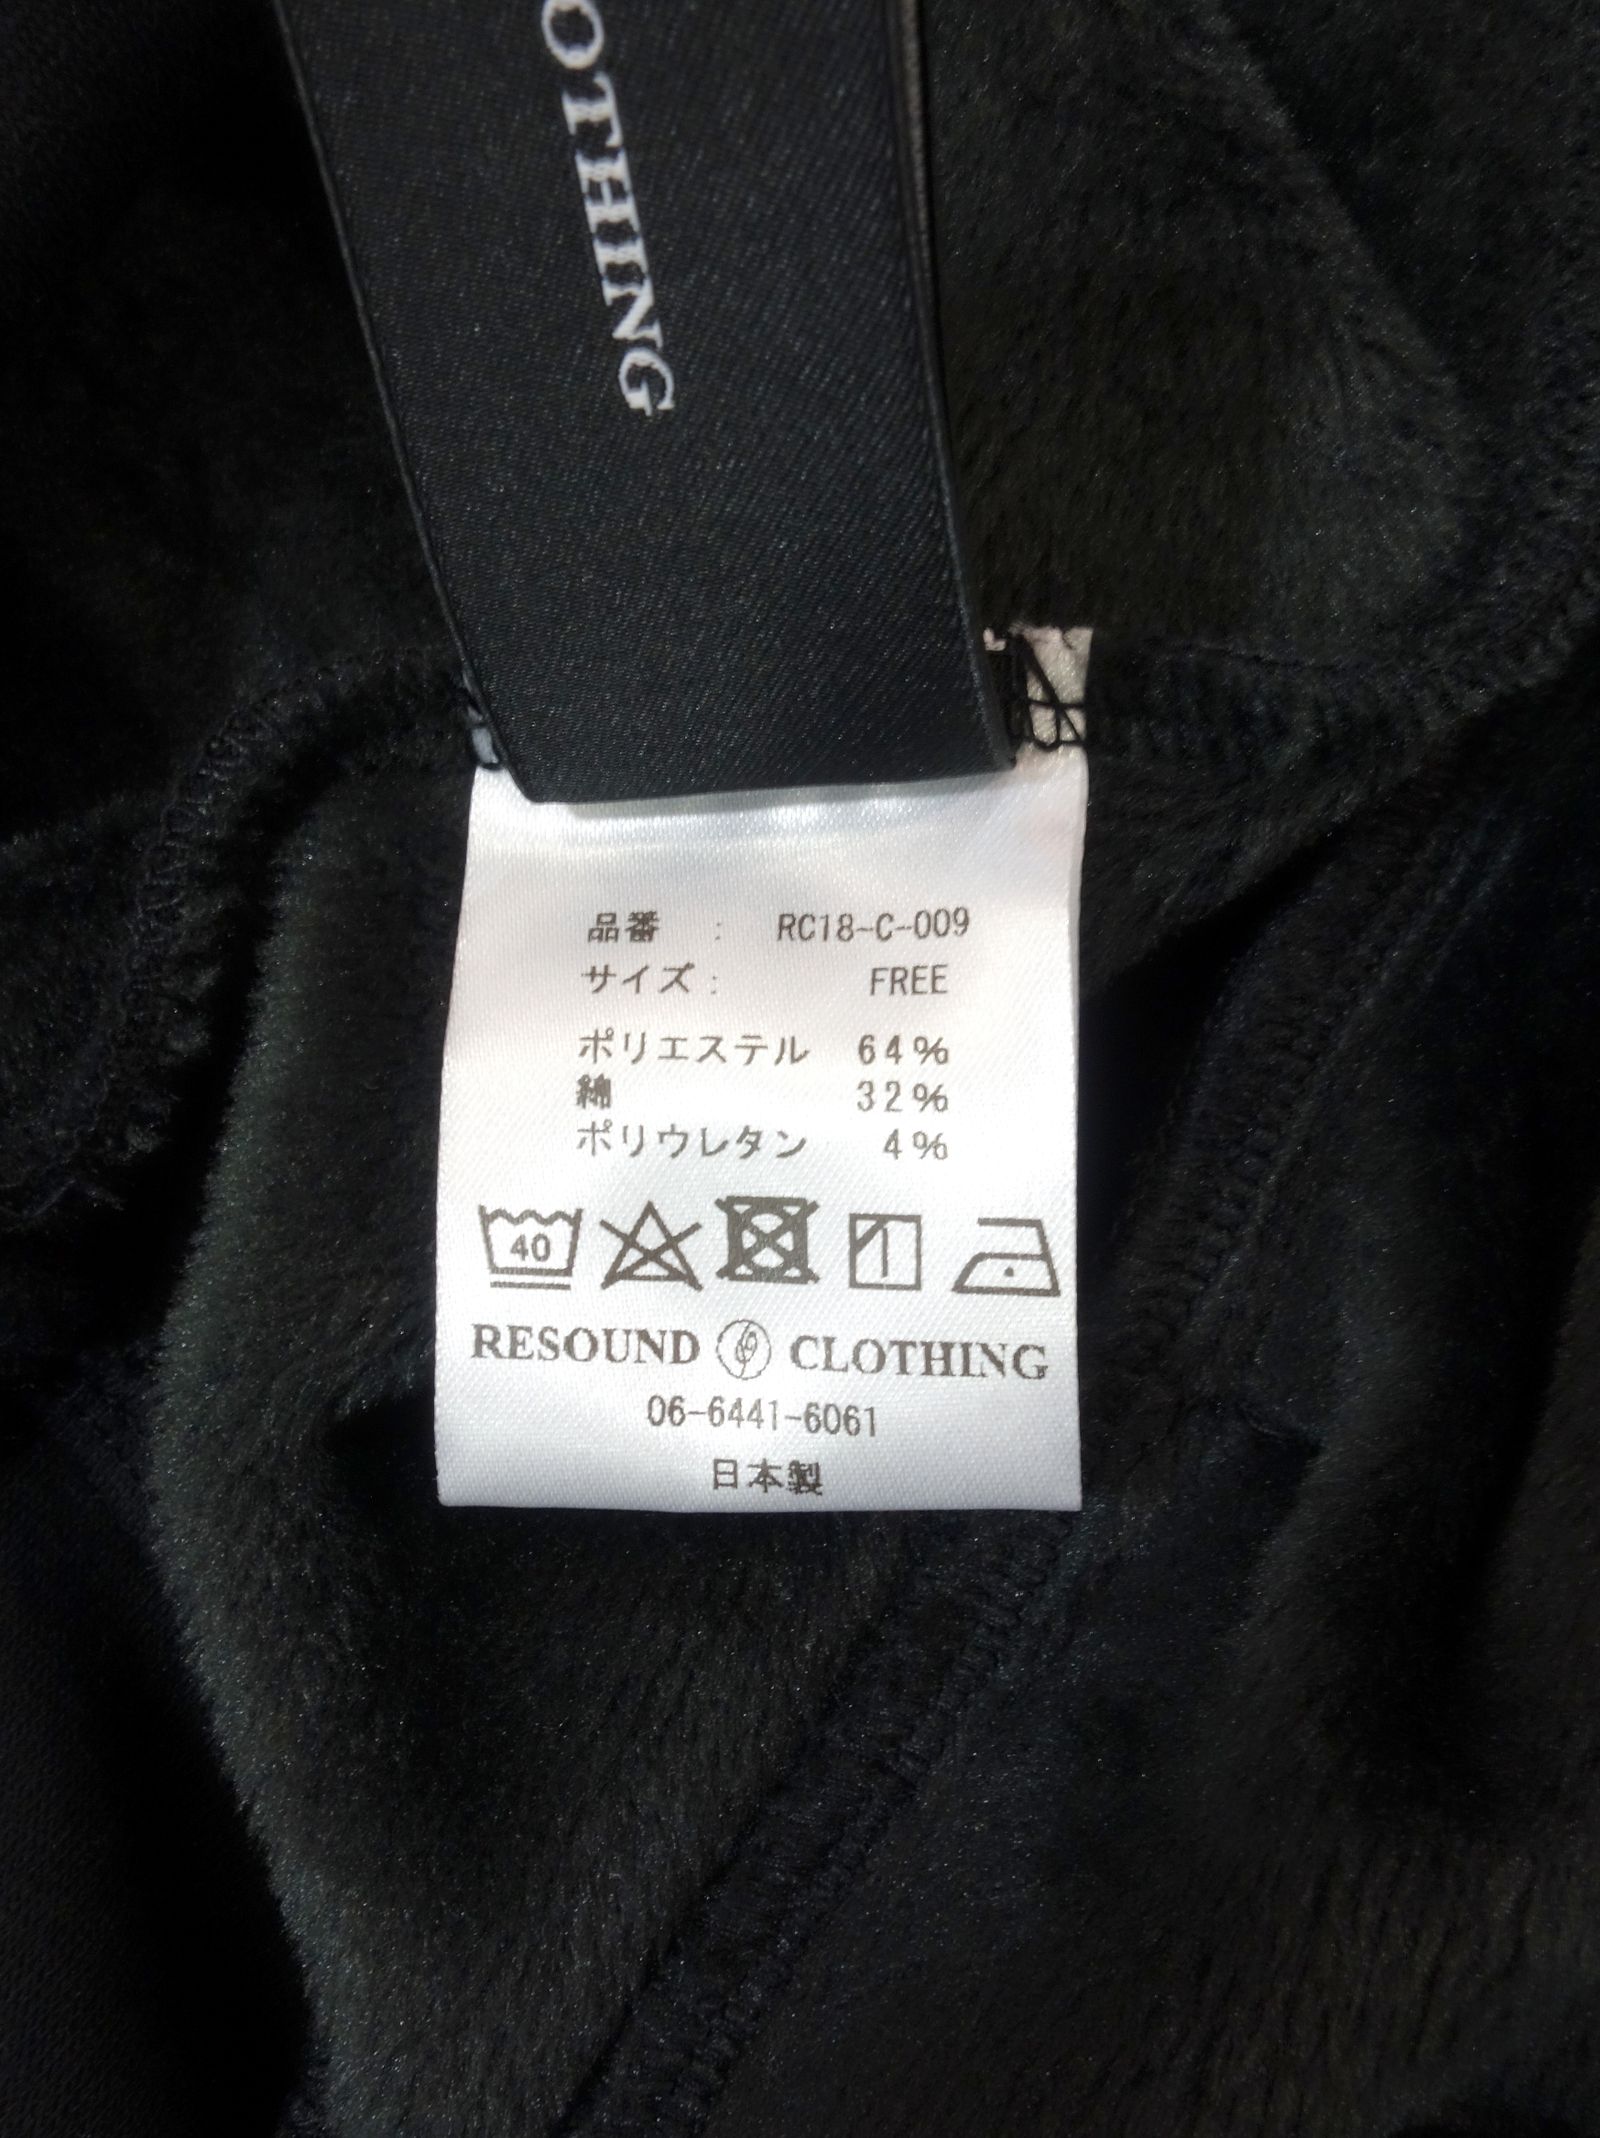 OTHING
品番 : RC18-C-009
サイズ : FREE
ポリエステル 64%
綿 32%
ポリウレタン 4%
40
RESOUND CLOTHING
06-6441-6061
日本製